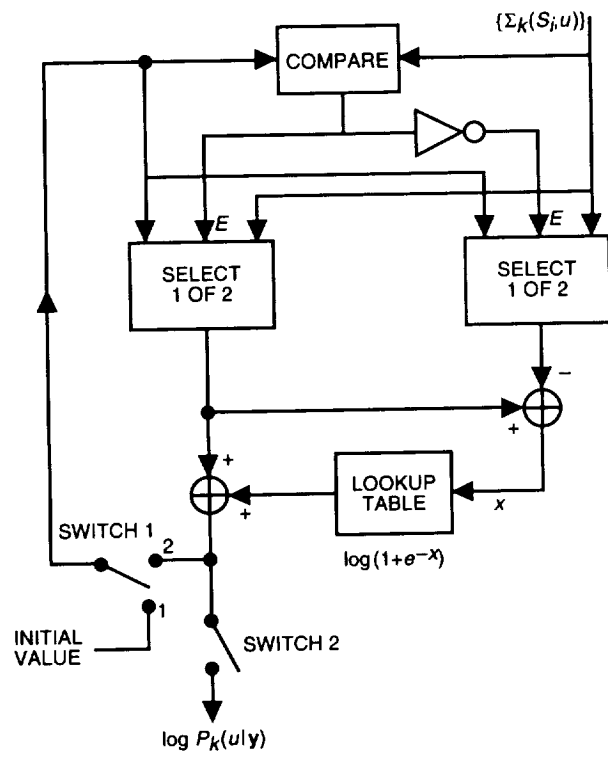 {Σₖ(Sᵢ,u)}
COMPARE
E
E
SELECT
1 OF 2
SELECT
1 OF 2
−
+
+
LOOKUP
TABLE
x
+
log (1+e⁻ˣ)
SWITCH 1
2
1
INITIAL
VALUE
SWITCH 2
log Pₖ(u|y)